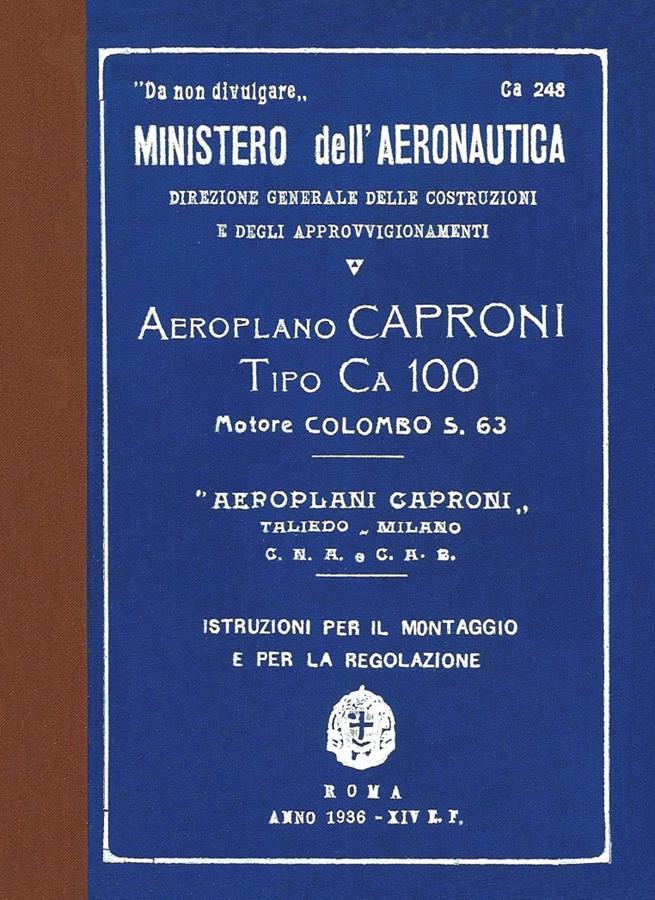 "Da non divulgare„
Ca 248
MINISTERO dell'AERONAUTICA
DIREZIONE GENERALE DELLE COSTRUZIONI
E DEGLI APPROVVIGIONAMENTI
AEROPLANO CAPRONI
TIPO CA 100
Motore COLOMBO S. 63
"AEROPLANI CAPRONI„
TALIEDO - MILANO
C. N. A. e C. A. B.
ISTRUZIONI PER IL MONTAGGIO
E PER LA REGOLAZIONE
ROMA
ANNO 1936 - XIV E. F.